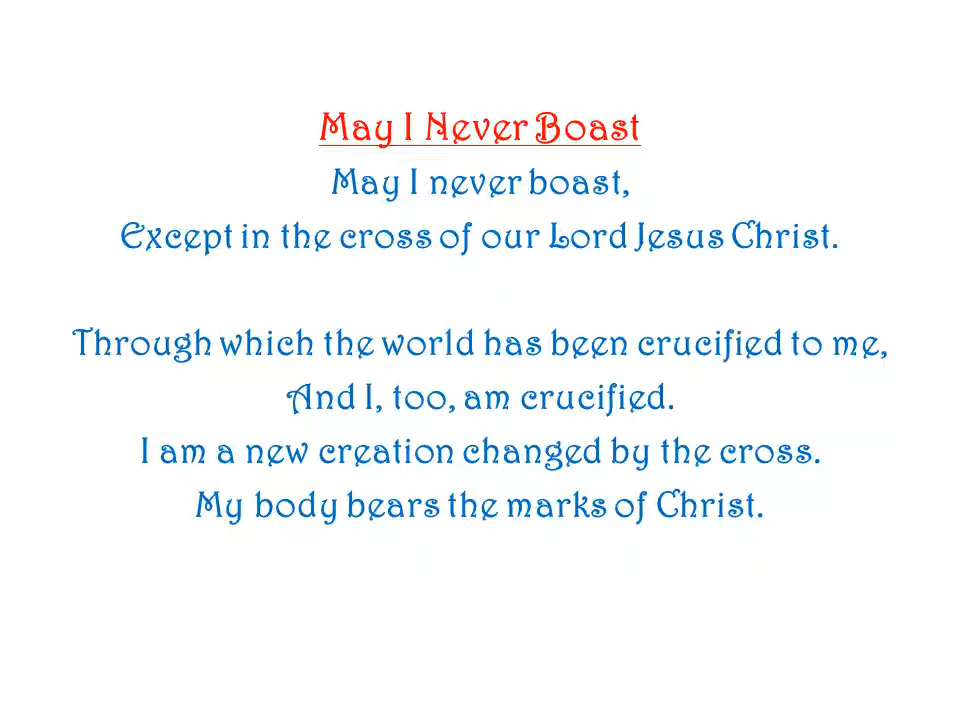 May I Never Boast
May I never boast,
Except in the cross of our Lord Jesus Christ.
Through which the world has been crucified to me,
And I, too, am crucified.
I am a new creation changed by the cross.
My body bears the marks of Christ.